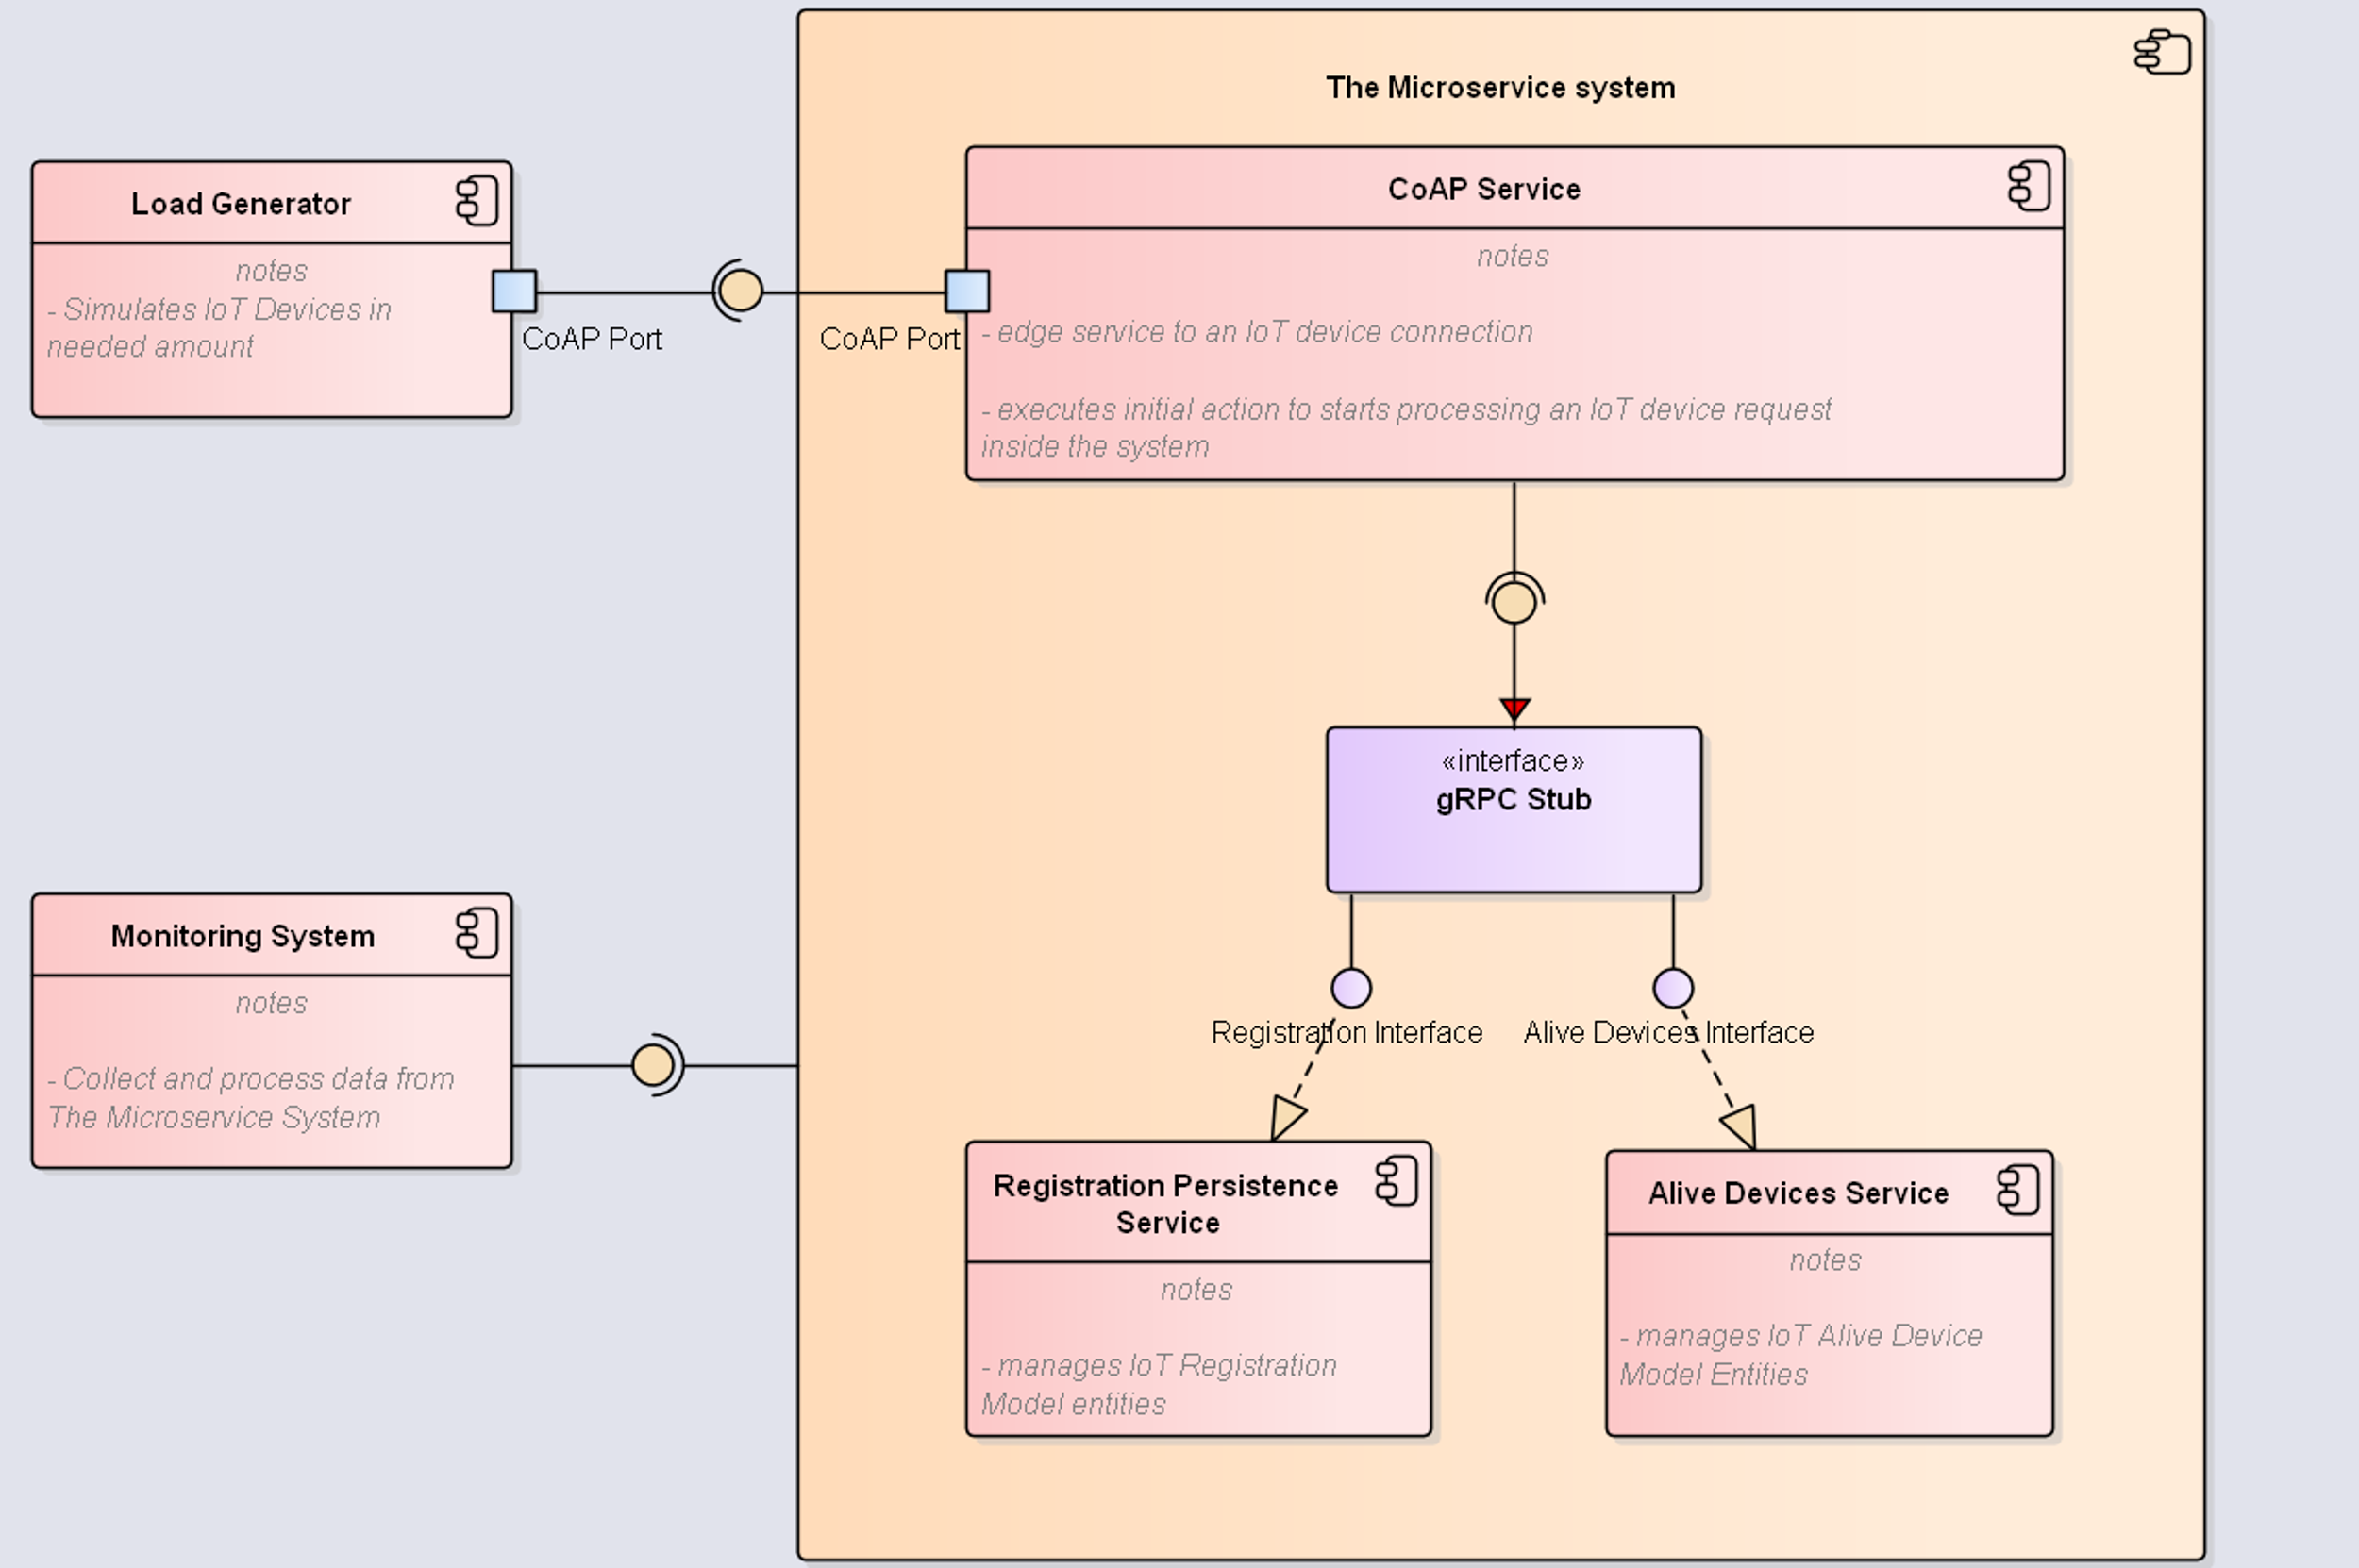 The Microservice system
Load Generator
notes
- Simulates IoT Devices in
needed amount
CoAP Port
CoAP Port
CoAP Service
notes
- edge service to an IoT device connection
- executes initial action to starts processing an IoT device request
inside the system
«interface»
gRPC Stub
Monitoring System
notes
- Collect and process data from
The Microservice System
Registration Interface
Alive Devices Interface
Registration Persistence
Service
notes
- manages IoT Registration
Model entities
Alive Devices Service
notes
- manages IoT Alive Device
Model Entities